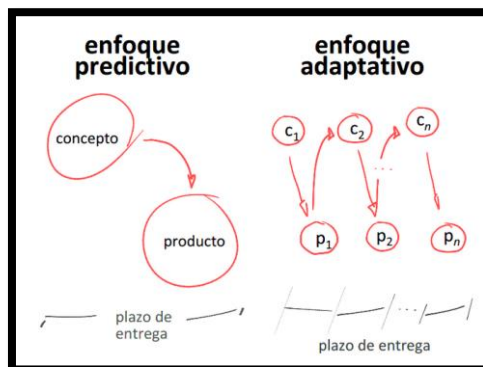 enfoque
predictivo
concepto
producto
plazo de
entrega
enfoque
adaptativo
c1
c2
cn
...
p1
p2
pn
...
plazo de entrega